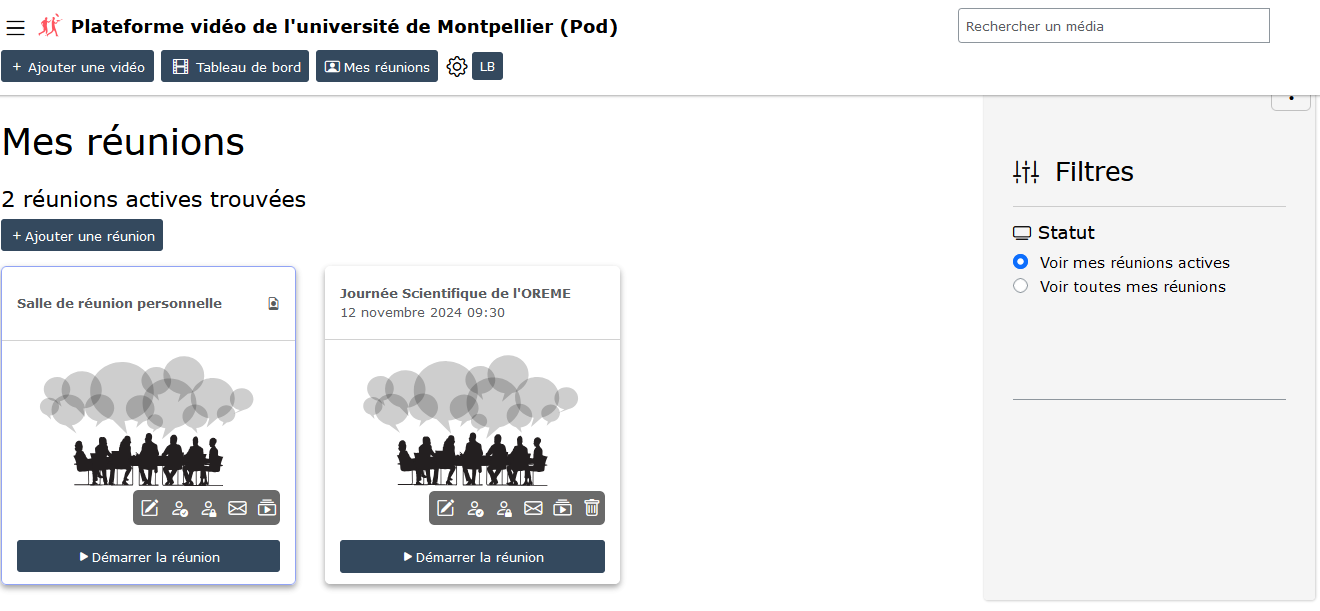 Plateforme vidéo de l'université de Montpellier (Pod)
Rechercher un média
+ Ajouter une vidéo
Tableau de bord
Mes réunions
LB
Mes réunions
2 réunions actives trouvées
+ Ajouter une réunion
Salle de réunion personnelle
Démarrer la réunion
Journée Scientifique de l'OREME
12 novembre 2024 09:30
Démarrer la réunion
Filtres
Statut
Voir mes réunions actives
Voir toutes mes réunions